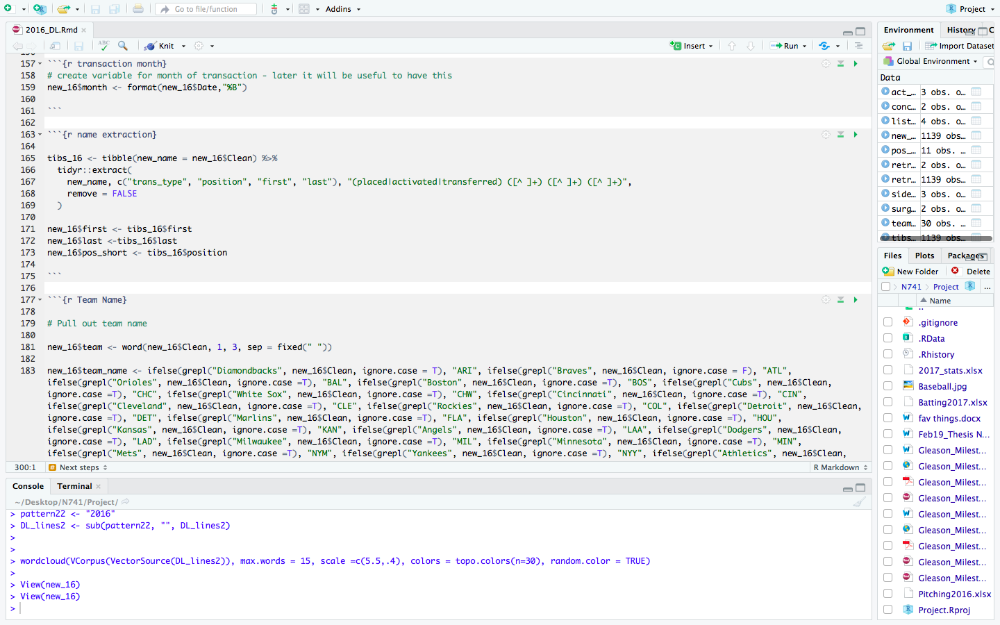 Go to file/function
Addins
Project
2016_DL.Rmd
ABC
Knit
Insert
Run
157 ```{r transaction month}
158 # create variable for month of transaction - later it will be useful to have this
159 new_16$month <- format(new_16$Date,"%B")
160
161 ```
162
163 ```{r name extraction}
164
165 tibs_16 <- tibble(new_name = new_16$Clean) %>%
166 tidyr::extract(
167 new_name, c("trans_type", "position", "first", "last"), "(placed|activated|transferred) ([^ ]+) ([^ ]+) ([^ ]+)",
168 remove = FALSE
169 )
170
171 new_16$first <- tibs_16$first
172 new_16$last <-tibs_16$last
173 new_16$pos_short <- tibs_16$position
174
175 ```
176
177 ```{r Team Name}
178
179 # Pull out team name
180
181 new_16$team <- word(new_16$Clean, 1, 3, sep = fixed(" "))
182
183 new_16$team_name <- ifelse(grepl("Diamondbacks", new_16$Clean, ignore.case = T), "ARI", ifelse(grepl("Braves", new_16$Clean, ignore.case = F), "ATL",
ifelse(grepl("Orioles", new_16$Clean, ignore.case =T), "BAL", ifelse(grepl("Boston", new_16$Clean, ignore.case =T), "BOS", ifelse(grepl("Cubs", new_16$Clean,
ignore.case =T), "CHC", ifelse(grepl("White Sox", new_16$Clean, ignore.case =T), "CHW", ifelse(grepl("Cincinnati", new_16$Clean, ignore.case =T), "CIN",
ifelse(grepl("Cleveland", new_16$Clean, ignore.case =T), "CLE", ifelse(grepl("Rockies", new_16$Clean, ignore.case =T), "COL", ifelse(grepl("Detroit", new_16$Clean,
ignore.case =T), "DET", ifelse(grepl("Marlins", new_16$Clean, ignore.case =T), "FLA", ifelse(grepl("Houston", new_16$Clean, ignore.case =T), "HOU",
ifelse(grepl("Kansas", new_16$Clean, ignore.case =T), "KAN", ifelse(grepl("Angels", new_16$Clean, ignore.case =T), "LAA", ifelse(grepl("Dodgers", new_16$Clean,
ignore.case =T), "LAD", ifelse(grepl("Milwaukee", new_16$Clean, ignore.case =T), "MIL", ifelse(grepl("Minnesota", new_16$Clean, ignore.case =T), "MIN",
ifelse(grepl("Mets", new_16$Clean, ignore.case =T), "NYM", ifelse(grepl("Yankees", new_16$Clean, ignore.case =T), "NYY", ifelse(grepl("Athletics", new_16$Clean,
300:1
# Next steps
R Markdown
Console
Terminal
~/Desktop/N741/Project/
> pattern22 <- "2016"
> DL_lines2 <- sub(pattern22, "", DL_lines2)
>
>
> wordcloud(VCorpus(VectorSource(DL_lines2)), max.words = 15, scale =c(5.5,.4), colors = topo.colors(n=30), random.color = TRUE)
>
> View(new_16)
> View(new_16)
>
Environment
History
C
Import Dataset
Global Environment
Data
act_… 3 obs. o…
conc… 2 obs. o…
list… 4 obs. o…
new_… 1139 obs…
pos_… 11 obs. …
retr… 2 obs. o…
retr… 1139 obs…
side… 3 obs. o…
surg… 2 obs. o…
team… 30 obs. …
tibs… 1139 obs…
Files
Plots
Packages
New Folder
Delete
N741
Project
...
Name
..
.gitignore
.RData
.Rhistory
2017_stats.xlsx
Baseball.jpg
Batting2017.xlsx
fav things.docx
Feb19_Thesis N...
Gleason_Milest...
Gleason_Milest...
Gleason_Milest...
Gleason_Milest...
Gleason_Milest...
Gleason_Milest...
Gleason_Milest...
Gleason_Milest...
Gleason_Milest...
Pitching2016.xlsx
Project.Rproj